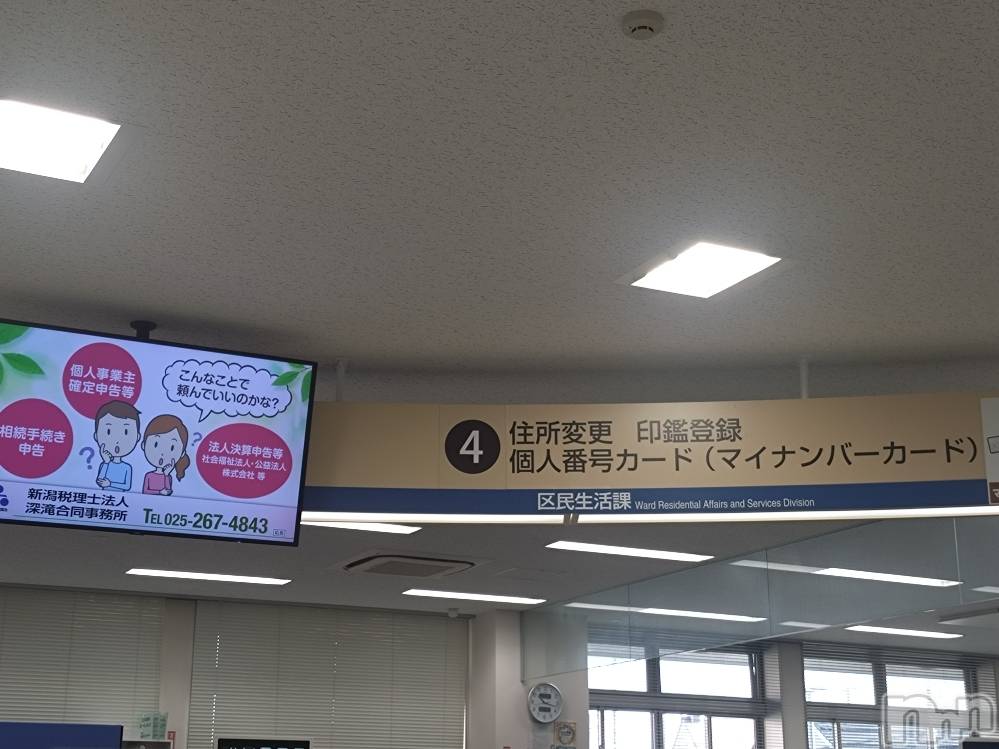 個人事業主
確定申告等
こんなことで
頼んでいいのかな?
相続手続き
申告
?
?
法人決算申告等
社会福祉法人・公益法人
株式会社 等
新潟税理士法人
深滝合同事務所
TEL 025-267-4843
4
住所変更 印鑑登録
個人番号カード(マイナンバーカード)
区民生活課 Ward Residential Affairs and Services Division